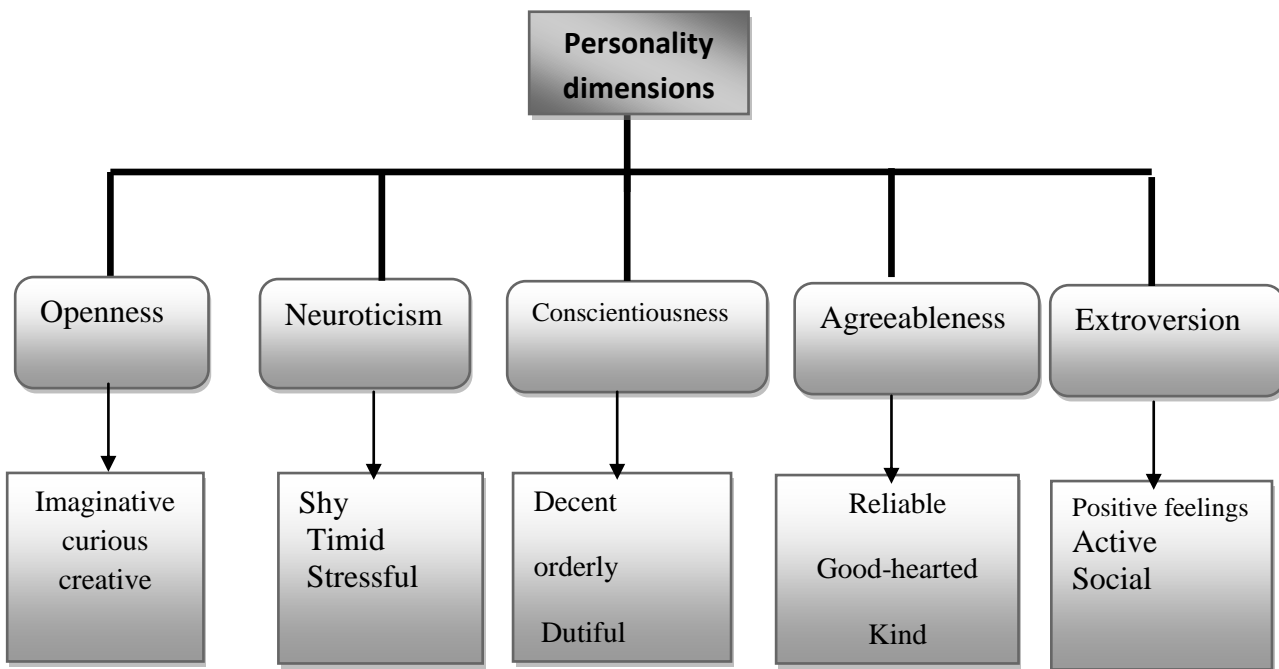 Personality
dimensions
Openness
Neuroticism
Conscientiousness
Agreeableness
Extroversion
Imaginative
curious
creative
Shy
Timid
Stressful
Decent
orderly
Dutiful
Reliable
Good-hearted
Kind
Positive feelings
Active
Social